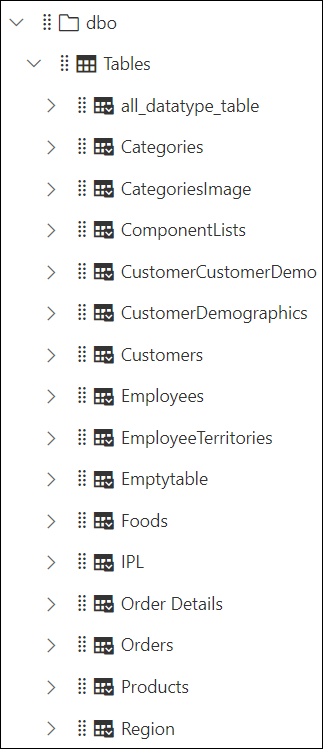 dbo
Tables
all_datatype_table
Categories
CategoriesImage
ComponentLists
CustomerCustomerDemo
CustomerDemographics
Customers
Employees
EmployeeTerritories
Emptytable
Foods
IPL
Order Details
Orders
Products
Region